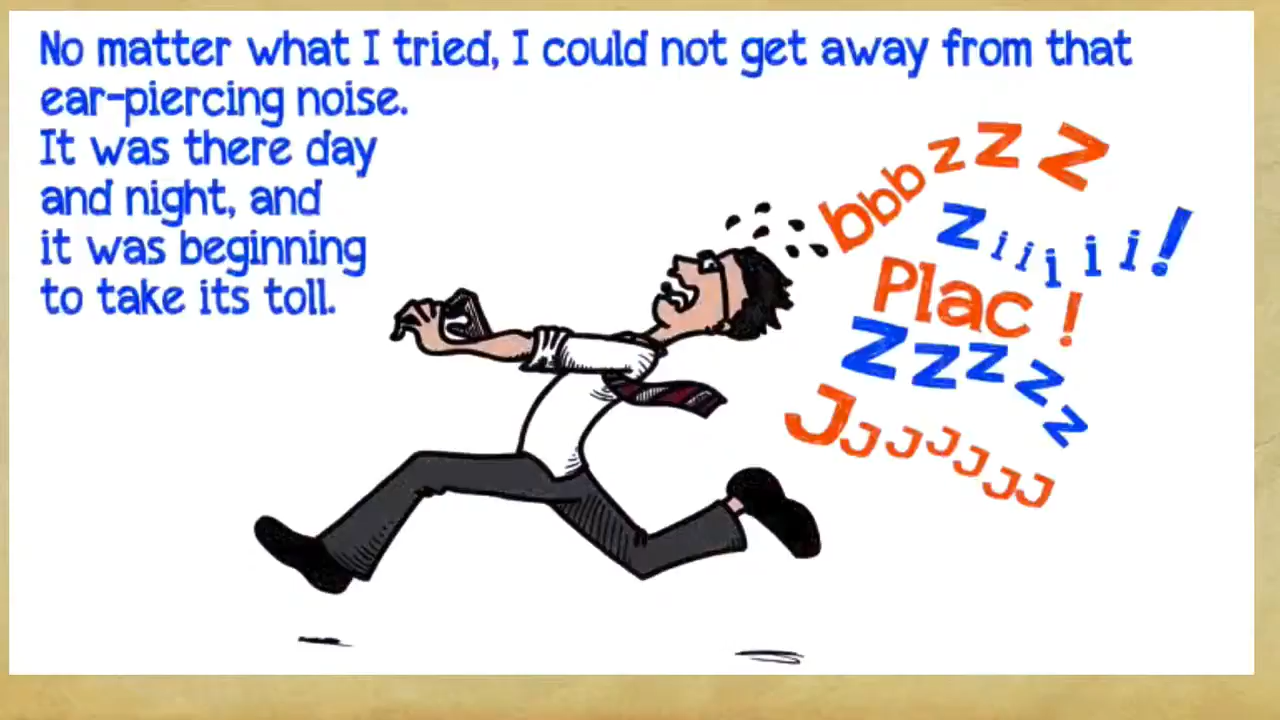 No matter what I tried, I could not get away from that
ear-piercing noise.
It was there day
and night, and
it was beginning
to take its toll.
bbbzzz
Ziiiii!
Plac !
Zzzzz
JJJJJJJ